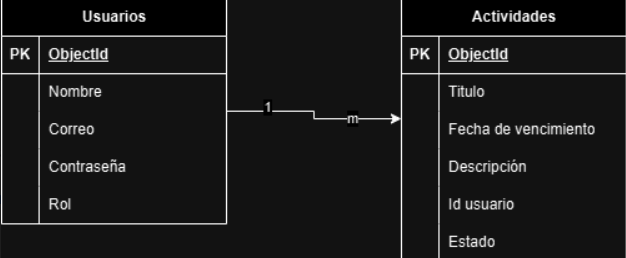 Usuarios
PK ObjectId
Nombre
Correo
Contraseña
Rol
1
m
Actividades
PK ObjectId
Titulo
Fecha de vencimiento
Descripción
Id usuario
Estado